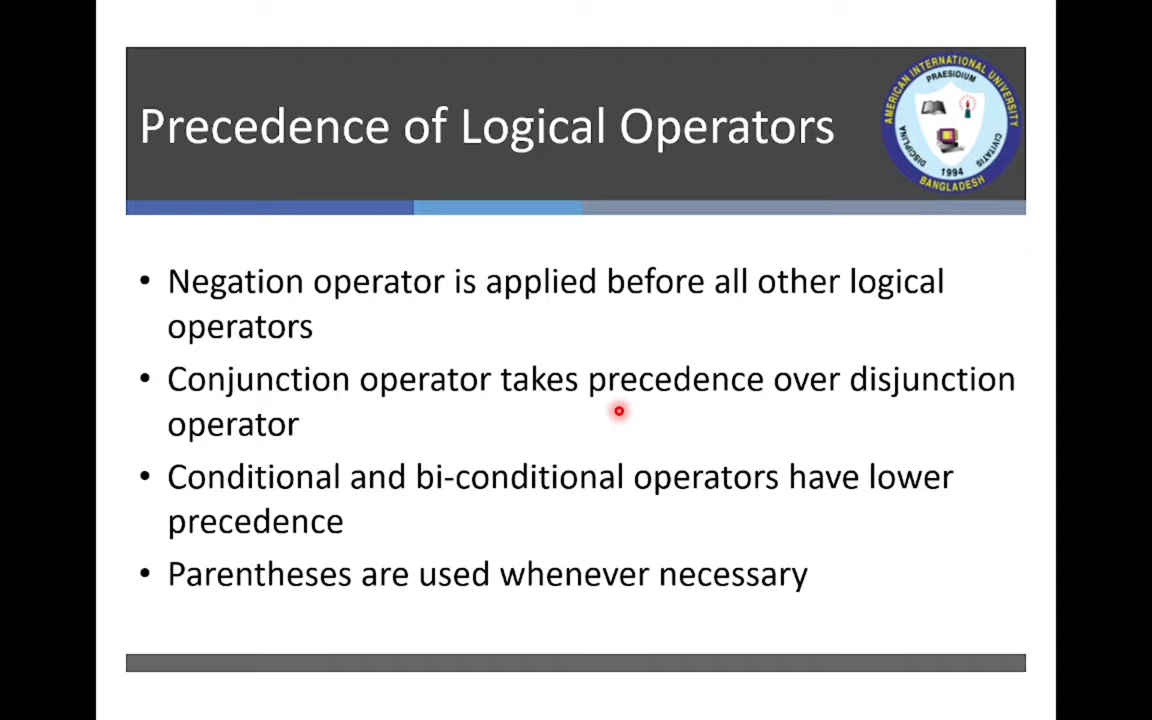 Precedence of Logical Operators
AMERICAN INTERNATIONAL UNIVERSITY
PRAESIDIUM
DISCIPLINA
CIVITATIS
1994
BANGLADESH
• Negation operator is applied before all other logical
operators
• Conjunction operator takes precedence over disjunction
operator
• Conditional and bi-conditional operators have lower
precedence
• Parentheses are used whenever necessary